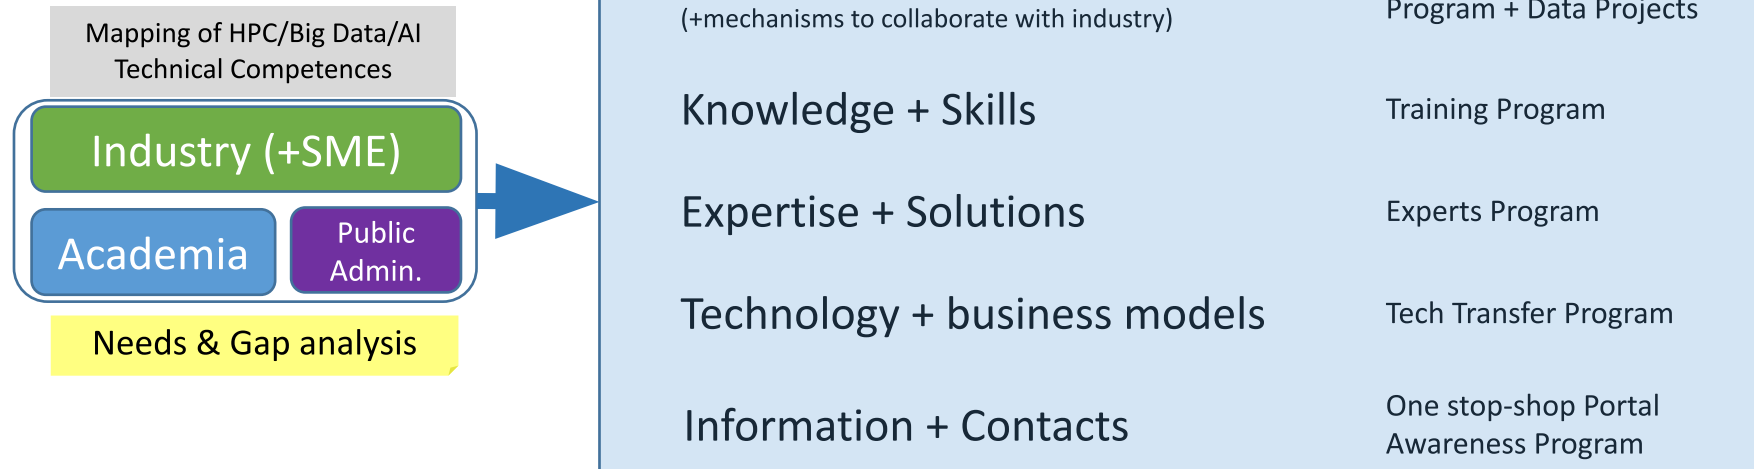 Mapping of HPC/Big Data/AI
Technical Competences
Industry (+SME)
Academia
Public
Admin.
Needs & Gap analysis
(+mechanisms to collaborate with industry)
Program + Data Projects
Knowledge + Skills
Training Program
Expertise + Solutions
Experts Program
Technology + business models
Tech Transfer Program
Information + Contacts
One stop-shop Portal
Awareness Program